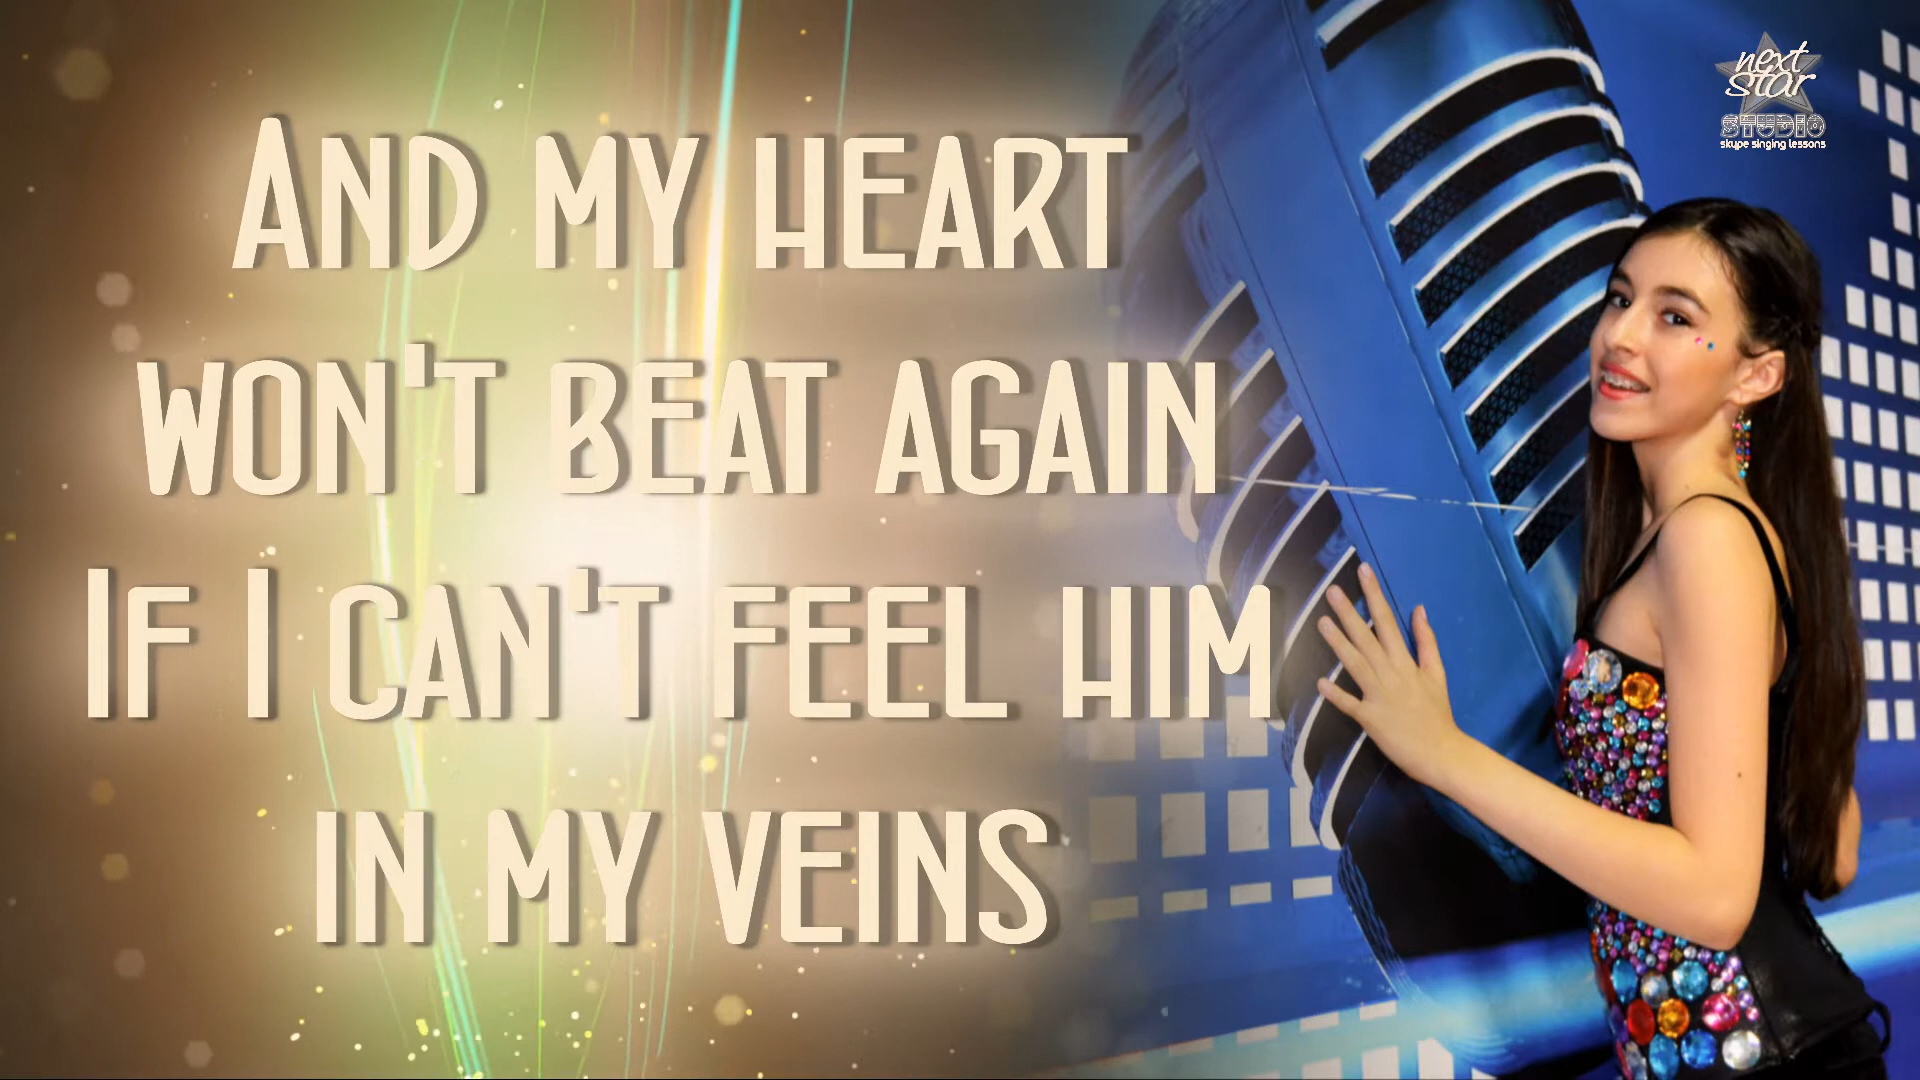 And my heart
won't beat again
If I can't feel him
in my veins
next
star
STUDIO
skype singing lessons